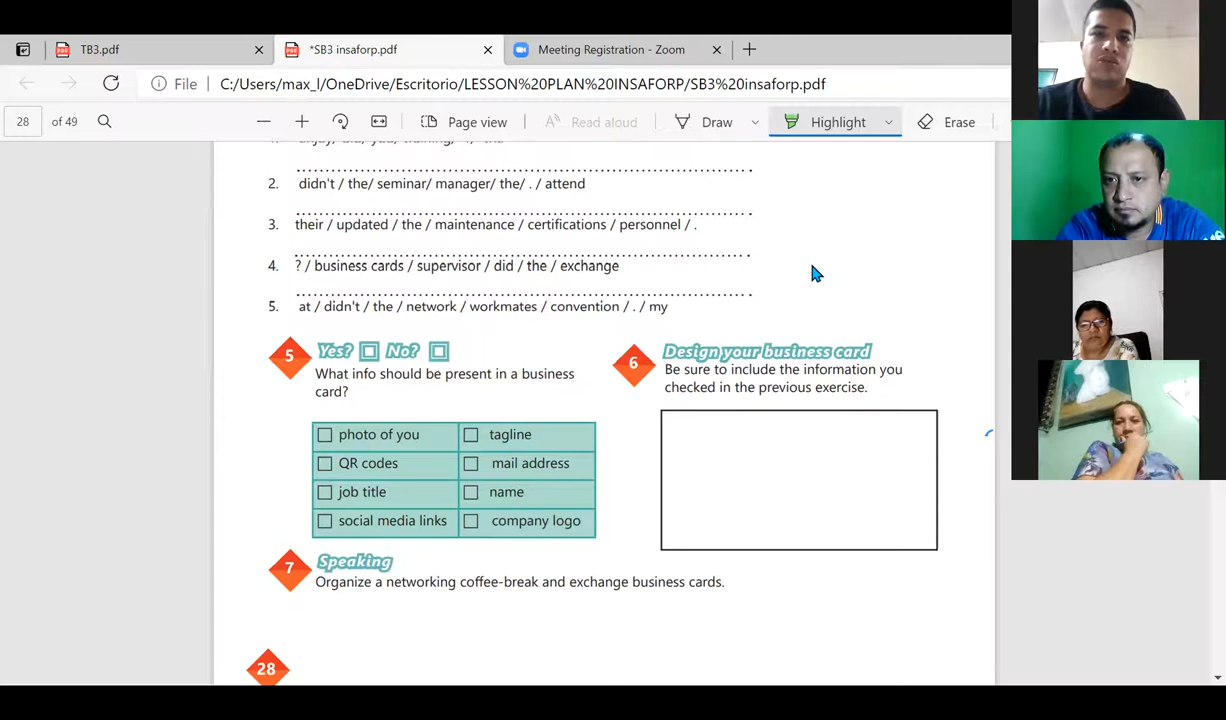 TB3.pdf
*SB3 insaforp.pdf
Meeting Registration - Zoom
File
C:/Users/max_l/OneDrive/Escritorio/LESSON%20PLAN%20INSAFORP/SB3%20insaforp.pdf
28 of 49
Page view
Read aloud
Draw
Highlight
Erase
2. didn't / the/ seminar/ manager/ the/ . / attend
3. their / updated / the / maintenance / certifications / personnel / .
4. ? / business cards / supervisor / did / the / exchange
5. at / didn't / the / network / workmates / convention / . / my
5 Yes? No?
What info should be present in a business
card?
photo of you
tagline
QR codes
mail address
job title
name
social media links
company logo
6 Design your business card
Be sure to include the information you
checked in the previous exercise.
7 Speaking
Organize a networking coffee-break and exchange business cards.
28